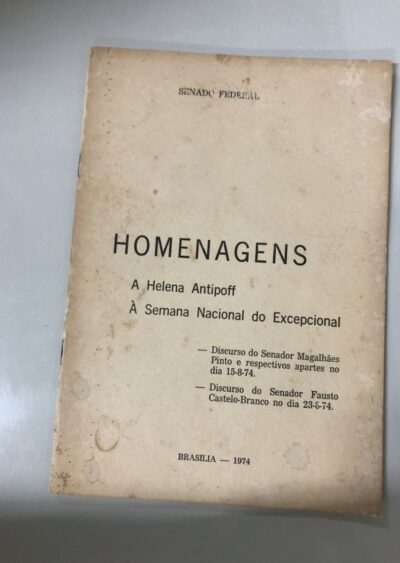 SENADO FEDERAL
HOMENAGENS
A Helena Antipoff
À Semana Nacional do Excepcional
— Discurso do Senador Magalhães
Pinto e respectivos apartes no
dia 15-8-74.
— Discurso do Senador Fausto
Castelo-Branco no dia 23-8-74.
BRASÍLIA — 1974